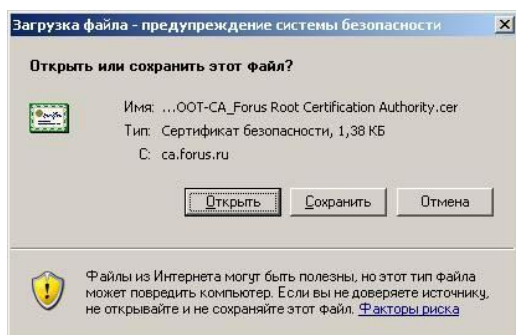 Загрузка файла - предупреждение системы безопасности
Открыть или сохранить этот файл?
Имя: ...OOT-CA_Forus Root Certification Authority.cer
Тип: Сертификат безопасности, 1,38 КБ
С: ca.forus.ru
Открыть Сохранить Отмена
Файлы из Интернета могут быть полезны, но этот тип файла
может повредить компьютер. Если вы не доверяете источнику,
не открывайте и не сохраняйте этот файл. Факторы риска